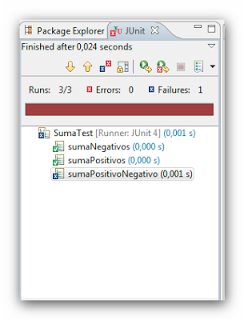 Package Explorer JUnit
Finished after 0,024 seconds
Runs: 3/3 Errors: 0 Failures: 1
SumaTest [Runner: JUnit 4] (0,001 s)
sumaNegativos (0,000 s)
sumaPositivos (0,000 s)
sumaPositivoNegativo (0,001 s)